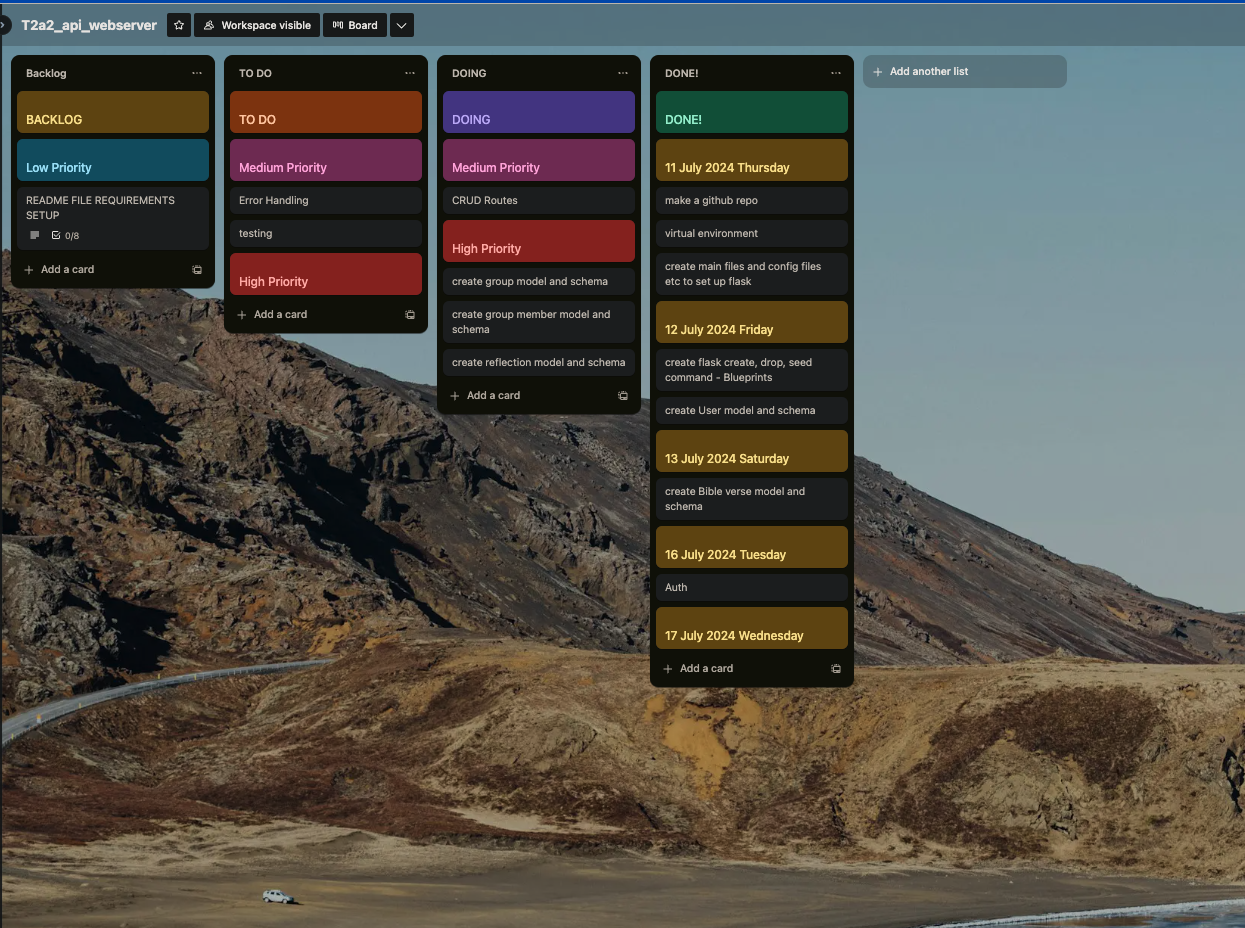 T2a2_api_webserver
Workspace visible
Board
Backlog
BACKLOG
Low Priority
README FILE REQUIREMENTS
SETUP
0/8
Add a card
TO DO
TO DO
Medium Priority
Error Handling
testing
High Priority
Add a card
DOING
DOING
Medium Priority
CRUD Routes
High Priority
create group model and schema
create group member model and
schema
create reflection model and schema
Add a card
DONE!
DONE!
11 July 2024 Thursday
make a github repo
virtual environment
create main files and config files
etc to set up flask
12 July 2024 Friday
create flask create, drop, seed
command - Blueprints
create User model and schema
13 July 2024 Saturday
create Bible verse model and
schema
16 July 2024 Tuesday
Auth
17 July 2024 Wednesday
Add a card
Add another list